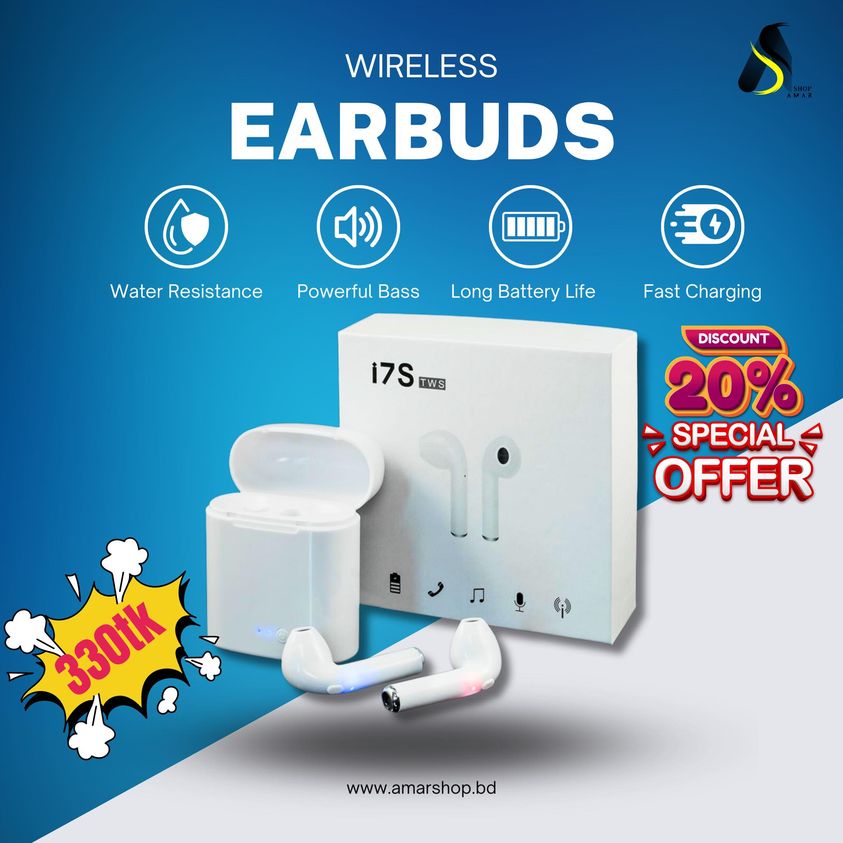 WIRELESS
EARBUDS
SHOP
AMAR
Water Resistance
Powerful Bass
Long Battery Life
Fast Charging
i7S TWS
DISCOUNT
20%
SPECIAL
OFFER
330tk
www.amarshop.bd